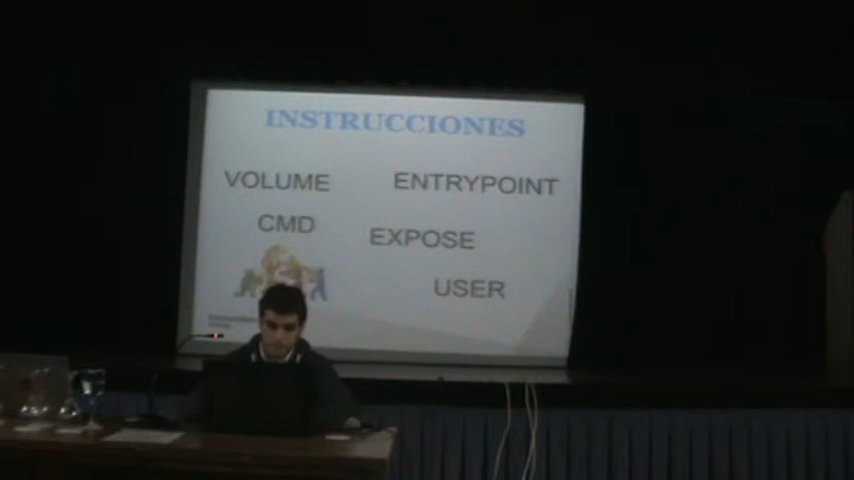 INSTRUCCIONES
VOLUME
ENTRYPOINT
CMD
EXPOSE
USER